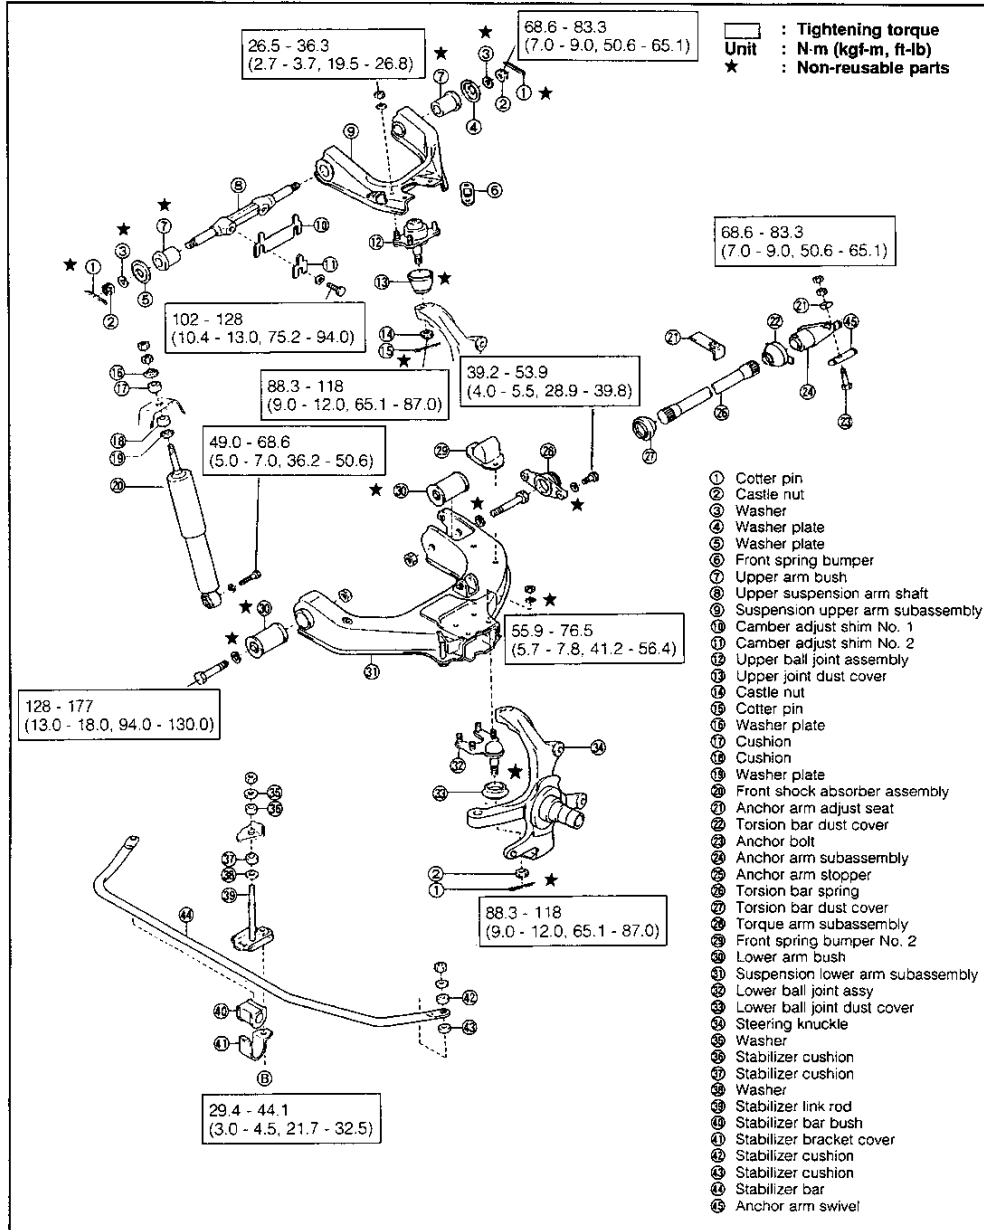 : Tightening torque
Unit : N·m (kgf-m, ft-lb)
★ : Non-reusable parts
68.6 - 83.3
(7.0 - 9.0, 50.6 - 65.1)
26.5 - 36.3
(2.7 - 3.7, 19.5 - 26.8)
68.6 - 83.3
(7.0 - 9.0, 50.6 - 65.1)
102 - 128
(10.4 - 13.0, 75.2 - 94.0)
88.3 - 118
(9.0 - 12.0, 65.1 - 87.0)
39.2 - 53.9
(4.0 - 5.5, 28.9 - 39.8)
49.0 - 68.6
(5.0 - 7.0, 36.2 - 50.6)
55.9 - 76.5
(5.7 - 7.8, 41.2 - 56.4)
128 - 177
(13.0 - 18.0, 94.0 - 130.0)
88.3 - 118
(9.0 - 12.0, 65.1 - 87.0)
B
29.4 - 44.1
(3.0 - 4.5, 21.7 - 32.5)
① Cotter pin
② Castle nut
③ Washer
④ Washer plate
⑤ Washer plate
⑥ Front spring bumper
⑦ Upper arm bush
⑧ Upper suspension arm shaft
⑨ Suspension upper arm subassembly
⑩ Camber adjust shim No. 1
⑪ Camber adjust shim No. 2
⑫ Upper ball joint assembly
⑬ Upper joint dust cover
⑭ Castle nut
⑮ Cotter pin
⑯ Washer plate
⑰ Cushion
⑱ Cushion
⑲ Washer plate
⑳ Front shock absorber assembly
㉑ Anchor arm adjust seat
㉒ Torsion bar dust cover
㉓ Anchor bolt
㉔ Anchor arm subassembly
㉕ Anchor arm stopper
㉖ Torsion bar spring
㉗ Torsion bar dust cover
㉘ Torque arm subassembly
㉙ Front spring bumper No. 2
㉚ Lower arm bush
㉛ Suspension lower arm subassembly
㉜ Lower ball joint assy
㉝ Lower ball joint dust cover
㉞ Steering knuckle
㉟ Washer
㊱ Stabilizer cushion
㊲ Stabilizer cushion
㊳ Washer
㊴ Stabilizer link rod
㊵ Stabilizer bar bush
㊶ Stabilizer bracket cover
㊷ Stabilizer cushion
㊸ Stabilizer cushion
㊹ Stabilizer bar
㊺ Anchor arm swivel